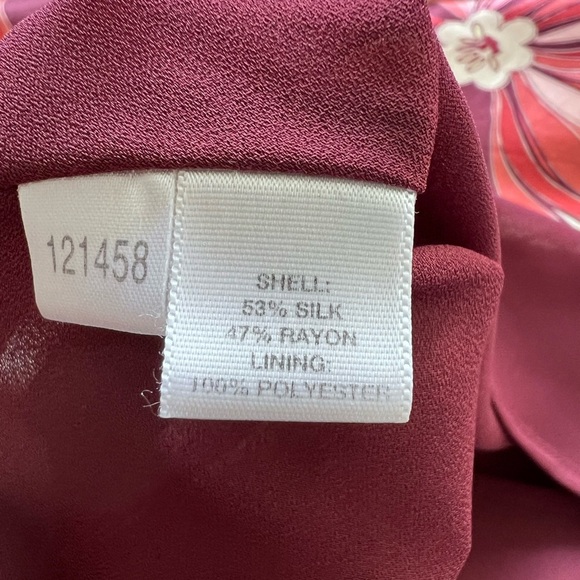 121458
SHELL:
53% SILK
47% RAYON
LINING:
100% POLYESTER